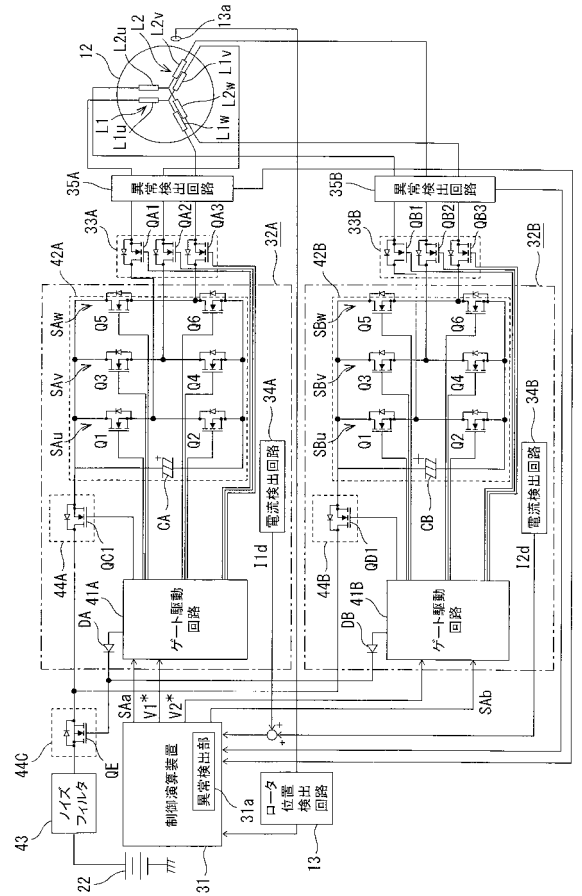 13a
12
L2v
L2
L1v
L2u
L2w
L1
L1u
L1w
35A
異常検出回路
35B
異常検出回路
33A
QA1
QA2
QA3
33B
QB1
QB2
QB3
32A
32B
42A
42B
SAw
Q5
Q6
SBw
Q5
Q6
SAv
Q3
Q4
SBv
Q3
Q4
SAu
Q1
Q2
SBu
Q1
Q2
34A
電流検出回路
34B
電流検出回路
+
CA
+
CB
44A
QC1
44B
QD1
I1d
I2d
41A
ゲート駆動
回路
41B
ゲート駆動
回路
DA
DB
SAa
V1*
V2*
SAb
+
+
44C
QE
43
ノイズ
フィルタ
制御演算装置
異常検出部
31a
31
22
ロータ
位置
検出
回路
13